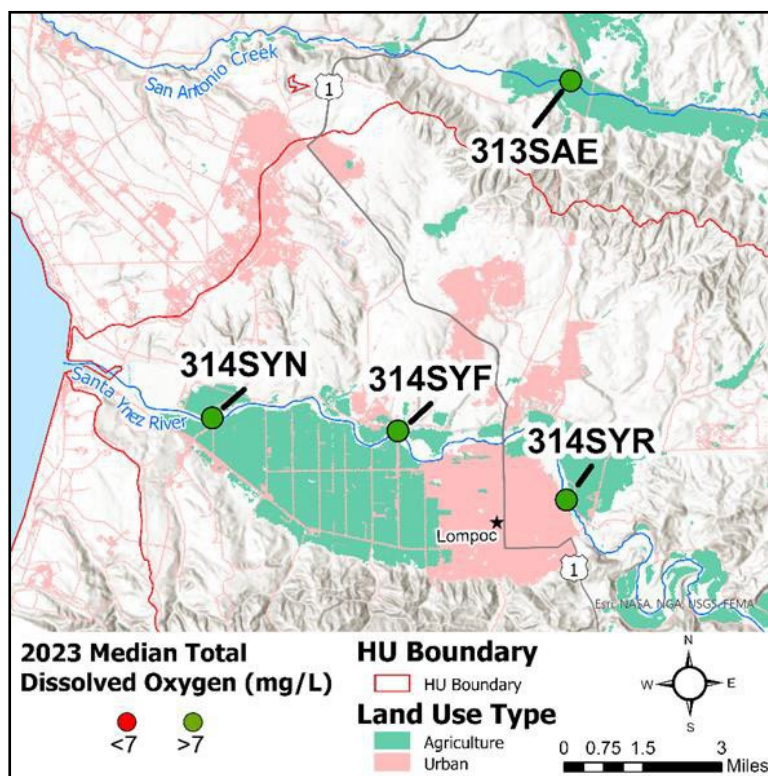 San Antonio Creek
1
313SAE
314SYN
314SYF
Santa Ynez River
314SYR
Lompoc
1
Esri, NASA, NGA, USGS, FEMA
2023 Median Total
Dissolved Oxygen (mg/L)
<7
>7
HU Boundary
HU Boundary
Land Use Type
Agriculture
Urban
N
W
E
S
0 0.75 1.5 3
Miles